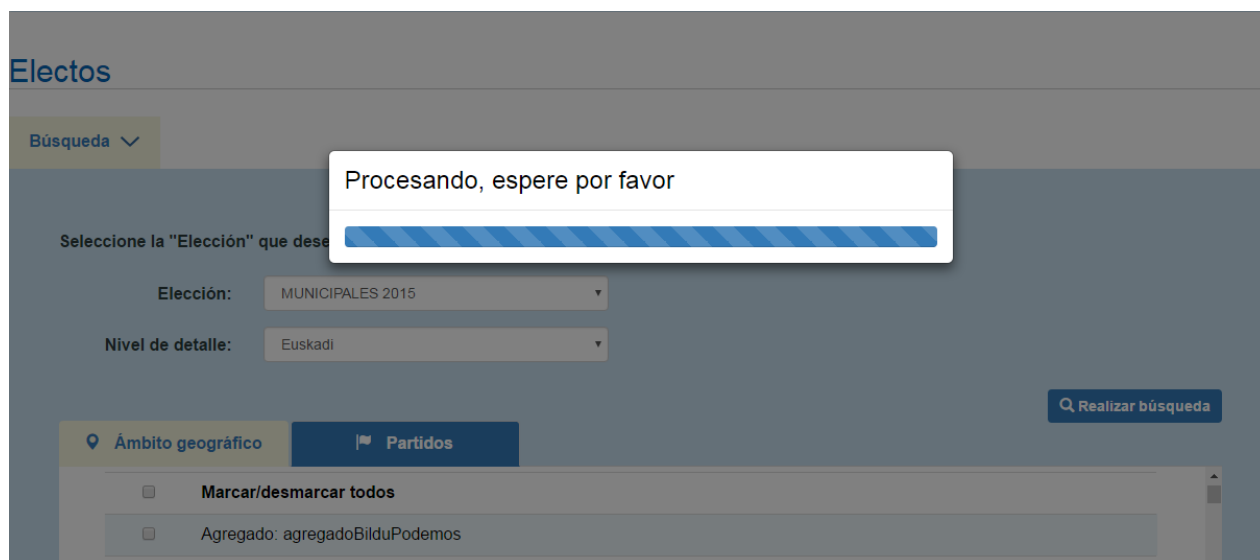 Electos
Búsqueda
Procesando, espere por favor
Seleccione la "Elección" que dese
Elección: MUNICIPALES 2015
Nivel de detalle: Euskadi
Realizar búsqueda
Ámbito geográfico Partidos
Marcar/desmarcar todos
Agregado: agregadoBilduPodemos